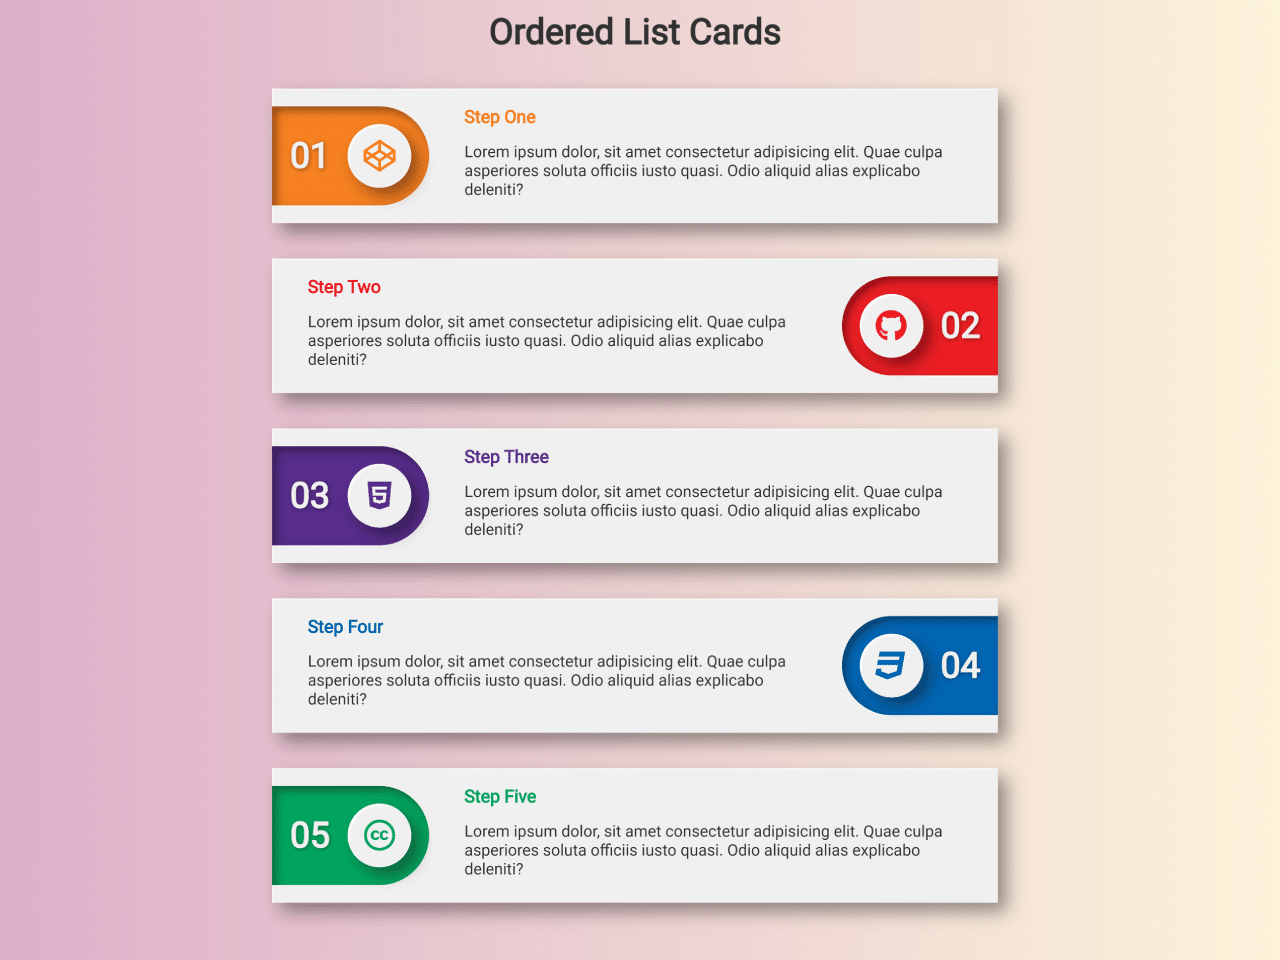 Ordered List Cards
01
Step One
Lorem ipsum dolor, sit amet consectetur adipisicing elit. Quae culpa
asperiores soluta officiis iusto quasi. Odio aliquid alias explicabo
deleniti?
Step Two
Lorem ipsum dolor, sit amet consectetur adipisicing elit. Quae culpa
asperiores soluta officiis iusto quasi. Odio aliquid alias explicabo
deleniti?
02
03
5
Step Three
Lorem ipsum dolor, sit amet consectetur adipisicing elit. Quae culpa
asperiores soluta officiis iusto quasi. Odio aliquid alias explicabo
deleniti?
Step Four
Lorem ipsum dolor, sit amet consectetur adipisicing elit. Quae culpa
asperiores soluta officiis iusto quasi. Odio aliquid alias explicabo
deleniti?
04
05
cc
Step Five
Lorem ipsum dolor, sit amet consectetur adipisicing elit. Quae culpa
asperiores soluta officiis iusto quasi. Odio aliquid alias explicabo
deleniti?